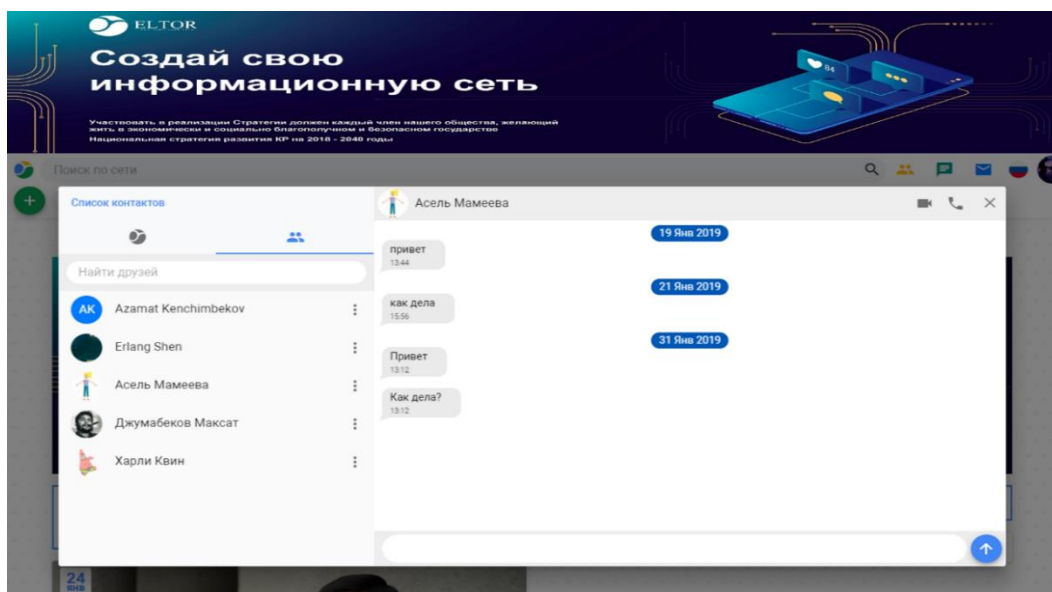 ELTOR
Создай свою
информационную сеть
Участвовать в реализации Стратегии должен каждый член нашего общества, желающий
жить в экономически и социально благополучном и безопасном государстве
Национальная стратегия развития КР на 2018 - 2040 годы
84
Поиск по сети
Список контактов
Найти друзей
AK Azamat Kenchimbekov
Erlang Shen
Асель Мамеева
Джумабеков Максат
Харли Квин
Асель Мамеева
19 Янв 2019
привет
13:44
21 Янв 2019
как дела
15:56
31 Янв 2019
Привет
13:12
Как дела?
13:12
24
ЯНВ